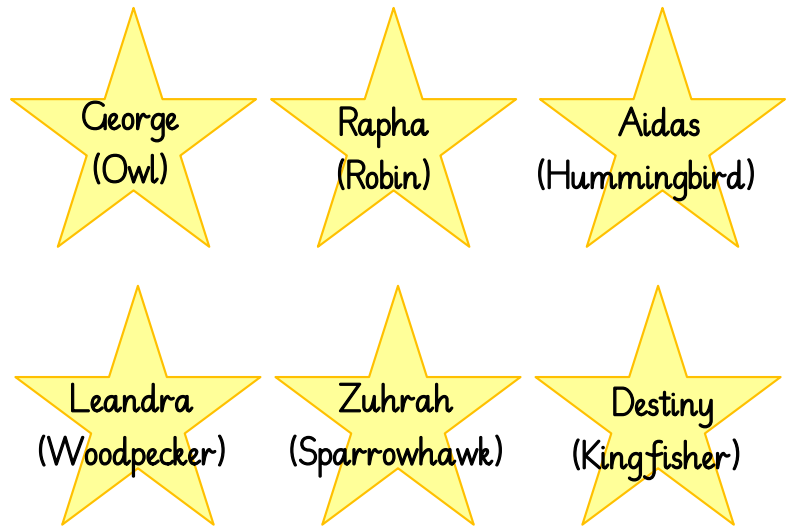 George
(Owl)
Rapha
(Robin)
Aidas
(Hummingbird)
Leandra
(Woodpecker)
Zuhrah
(Sparrowhawk)
Destiny
(Kingfisher)